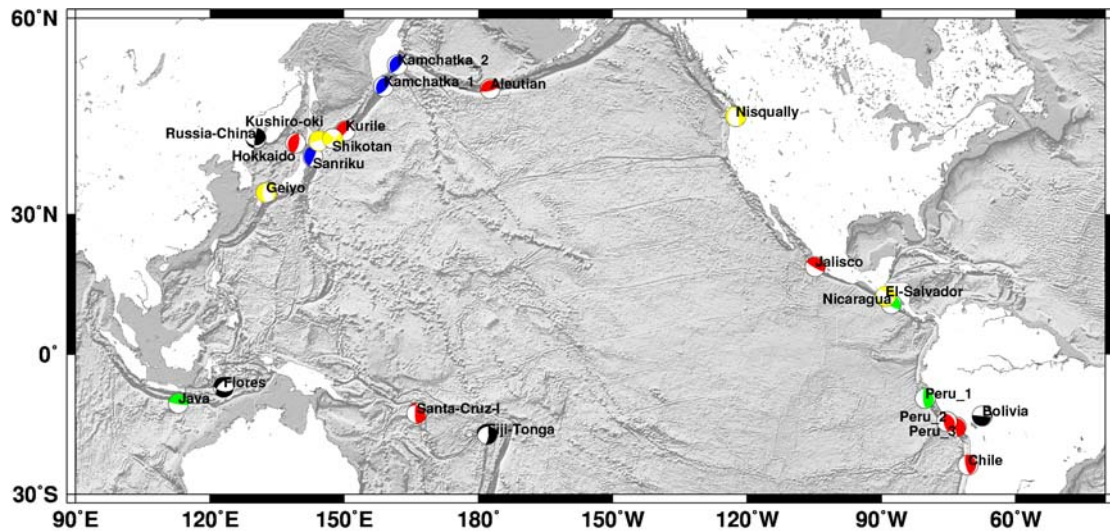 60˚N
Kamchatka_2
Kamchatka_1
Aleutian
Nisqually
Kushiro-oki
Kurile
Russia-China
Shikotan
Hokkaido
Sanriku
Geiyo
30˚N
Jalisco
El-Salvador
Nicaragua
0˚
Flores
Java
Santa-Cruz-I
Fiji-Tonga
Peru_1
Peru_2
Bolivia
Peru_3
Chile
30˚S
90˚E 120˚E 150˚E 180˚ 150˚W 120˚W 90˚W 60˚W